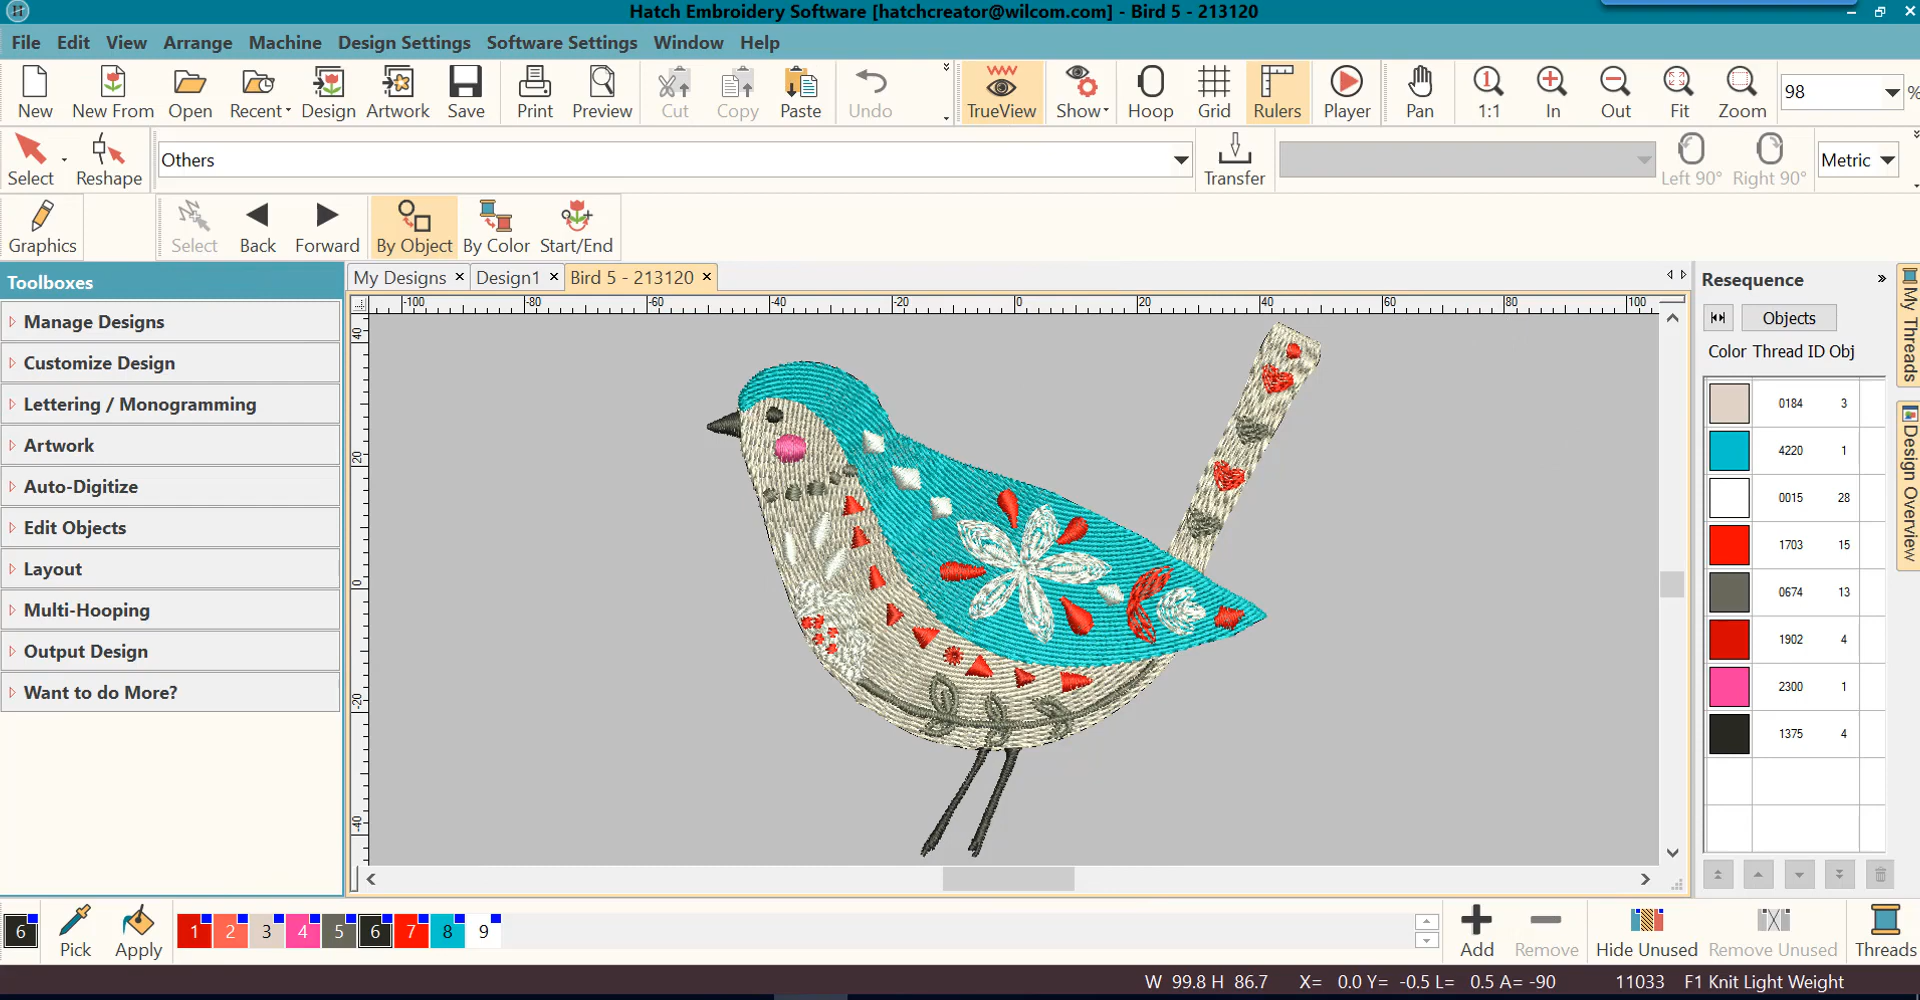 Hatch Embroidery Software [hatchcreator@wilcom.com] - Bird 5 - 213120
File Edit View Arrange Machine Design Settings Software Settings Window Help
New New From Open Recent Design Artwork Save Print Preview Cut Copy Paste Undo TrueView Show Hoop Grid Rulers Player Pan 1:1 In Out Fit Zoom 98 %
Select Reshape Others Transfer Left 90° Right 90° Metric
Graphics Select Back Forward By Object By Color Start/End
Toolboxes
Manage Designs
Customize Design
Lettering / Monogramming
Artwork
Auto-Digitize
Edit Objects
Layout
Multi-Hooping
Output Design
Want to do More?
My Designs Design1 Bird 5 - 213120
-100 -80 -60 -40 -20 0 20 40 60 80 100
40
20
0
-20
-40
Resequence
Objects
Color Thread ID Obj
0184 3
4220 1
0015 28
1703 15
0674 13
1902 4
2300 1
1375 4
My Threads
Design Overview
6 Pick Apply 1 2 3 4 5 6 7 8 9 Add Remove Hide Unused Remove Unused Threads
W 99.8 H 86.7 X= 0.0 Y= -0.5 L= 0.5 A= -90 11033 F1 Knit Light Weight